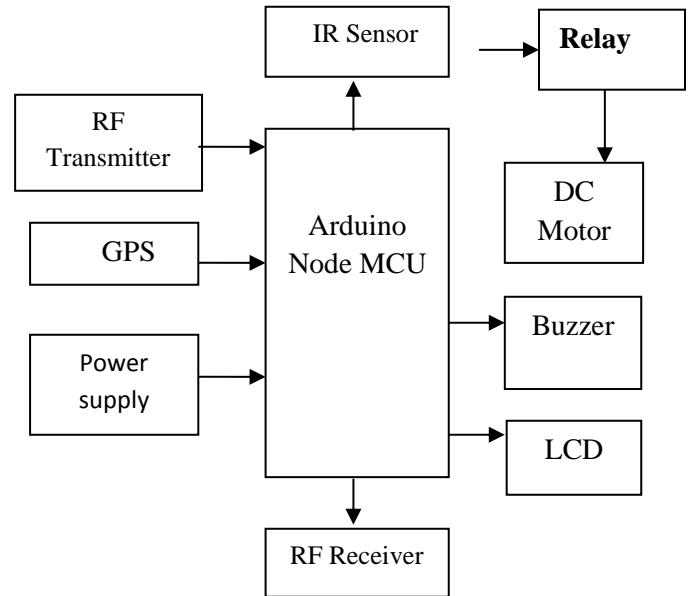 IR Sensor
Relay
RF
Transmitter
DC
Motor
Arduino
Node MCU
GPS
Buzzer
Power
supply
LCD
RF Receiver